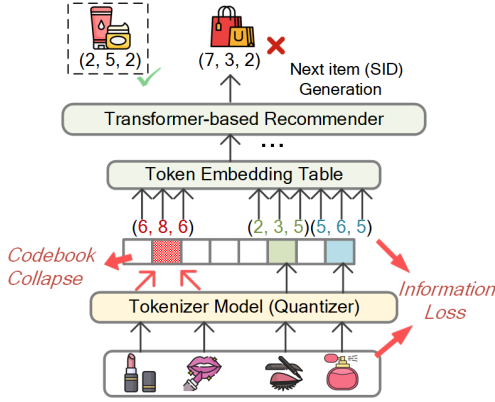 (2, 5, 2)
(7, 3, 2)
Next item (SID)
Generation
Transformer-based Recommender
...
Token Embedding Table
(6, 8, 6)
(2, 3, 5)(5, 6, 5)
Codebook
Collapse
Information
Loss
Tokenizer Model (Quantizer)